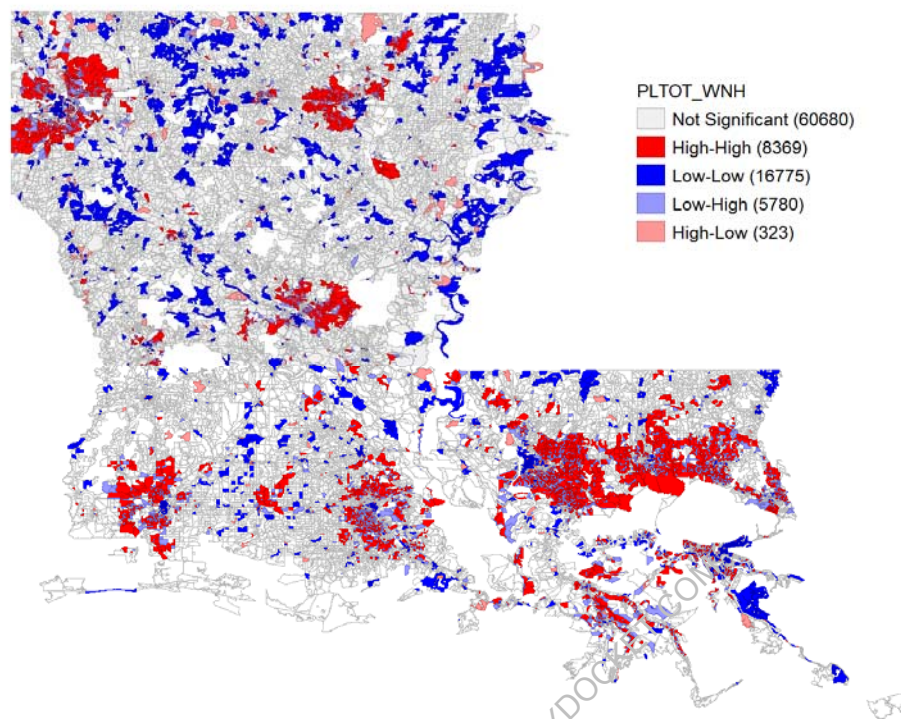 PLTOT_WNH
Not Significant (60680)
High-High (8369)
Low-Low (16775)
Low-High (5780)
High-Low (323)